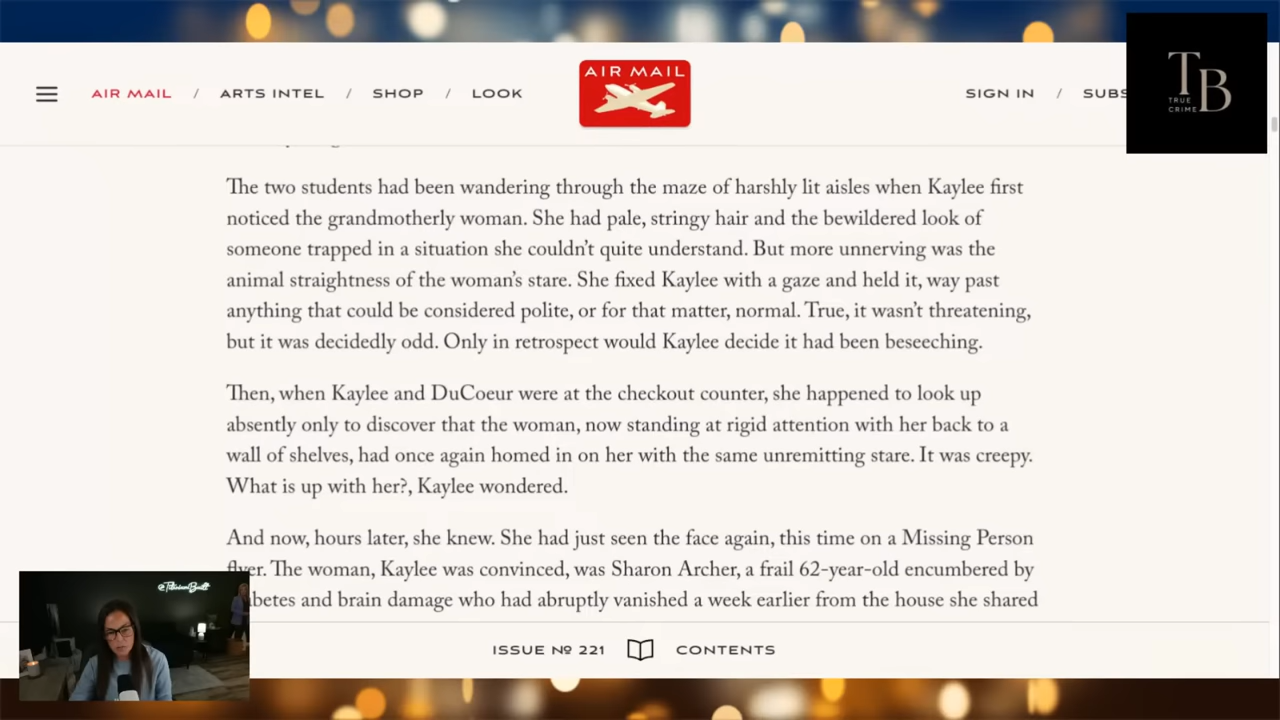 AIR MAIL / ARTS INTEL / SHOP / LOOK
AIR MAIL
SIGN IN / SUBS
TB
TRUE
CRIME
The two students had been wandering through the maze of harshly lit aisles when Kaylee first
noticed the grandmotherly woman. She had pale, stringy hair and the bewildered look of
someone trapped in a situation she couldn't quite understand. But more unnerving was the
animal straightness of the woman's stare. She fixed Kaylee with a gaze and held it, way past
anything that could be considered polite, or for that matter, normal. True, it wasn't threatening,
but it was decidedly odd. Only in retrospect would Kaylee decide it had been beseeching.
Then, when Kaylee and DuCoeur were at the checkout counter, she happened to look up
absently only to discover that the woman, now standing at rigid attention with her back to a
wall of shelves, had once again homed in on her with the same unremitting stare. It was creepy.
What is up with her?, Kaylee wondered.
And now, hours later, she knew. She had just seen the face again, this time on a Missing Person
flyer. The woman, Kaylee was convinced, was Sharon Archer, a frail 62-year-old encumbered by
betes and brain damage who had abruptly vanished a week earlier from the house she shared
ISSUE № 221 CONTENTS